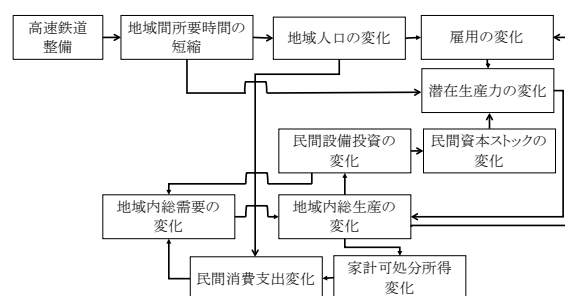 高速鉄道
整備
地域間所要時間の
短縮
地域人口の変化
雇用の変化
潜在生産力の変化
民間設備投資の
変化
民間資本ストックの
変化
地域内総需要の
変化
地域内総生産の
変化
民間消費支出変化
家計可処分所得
変化